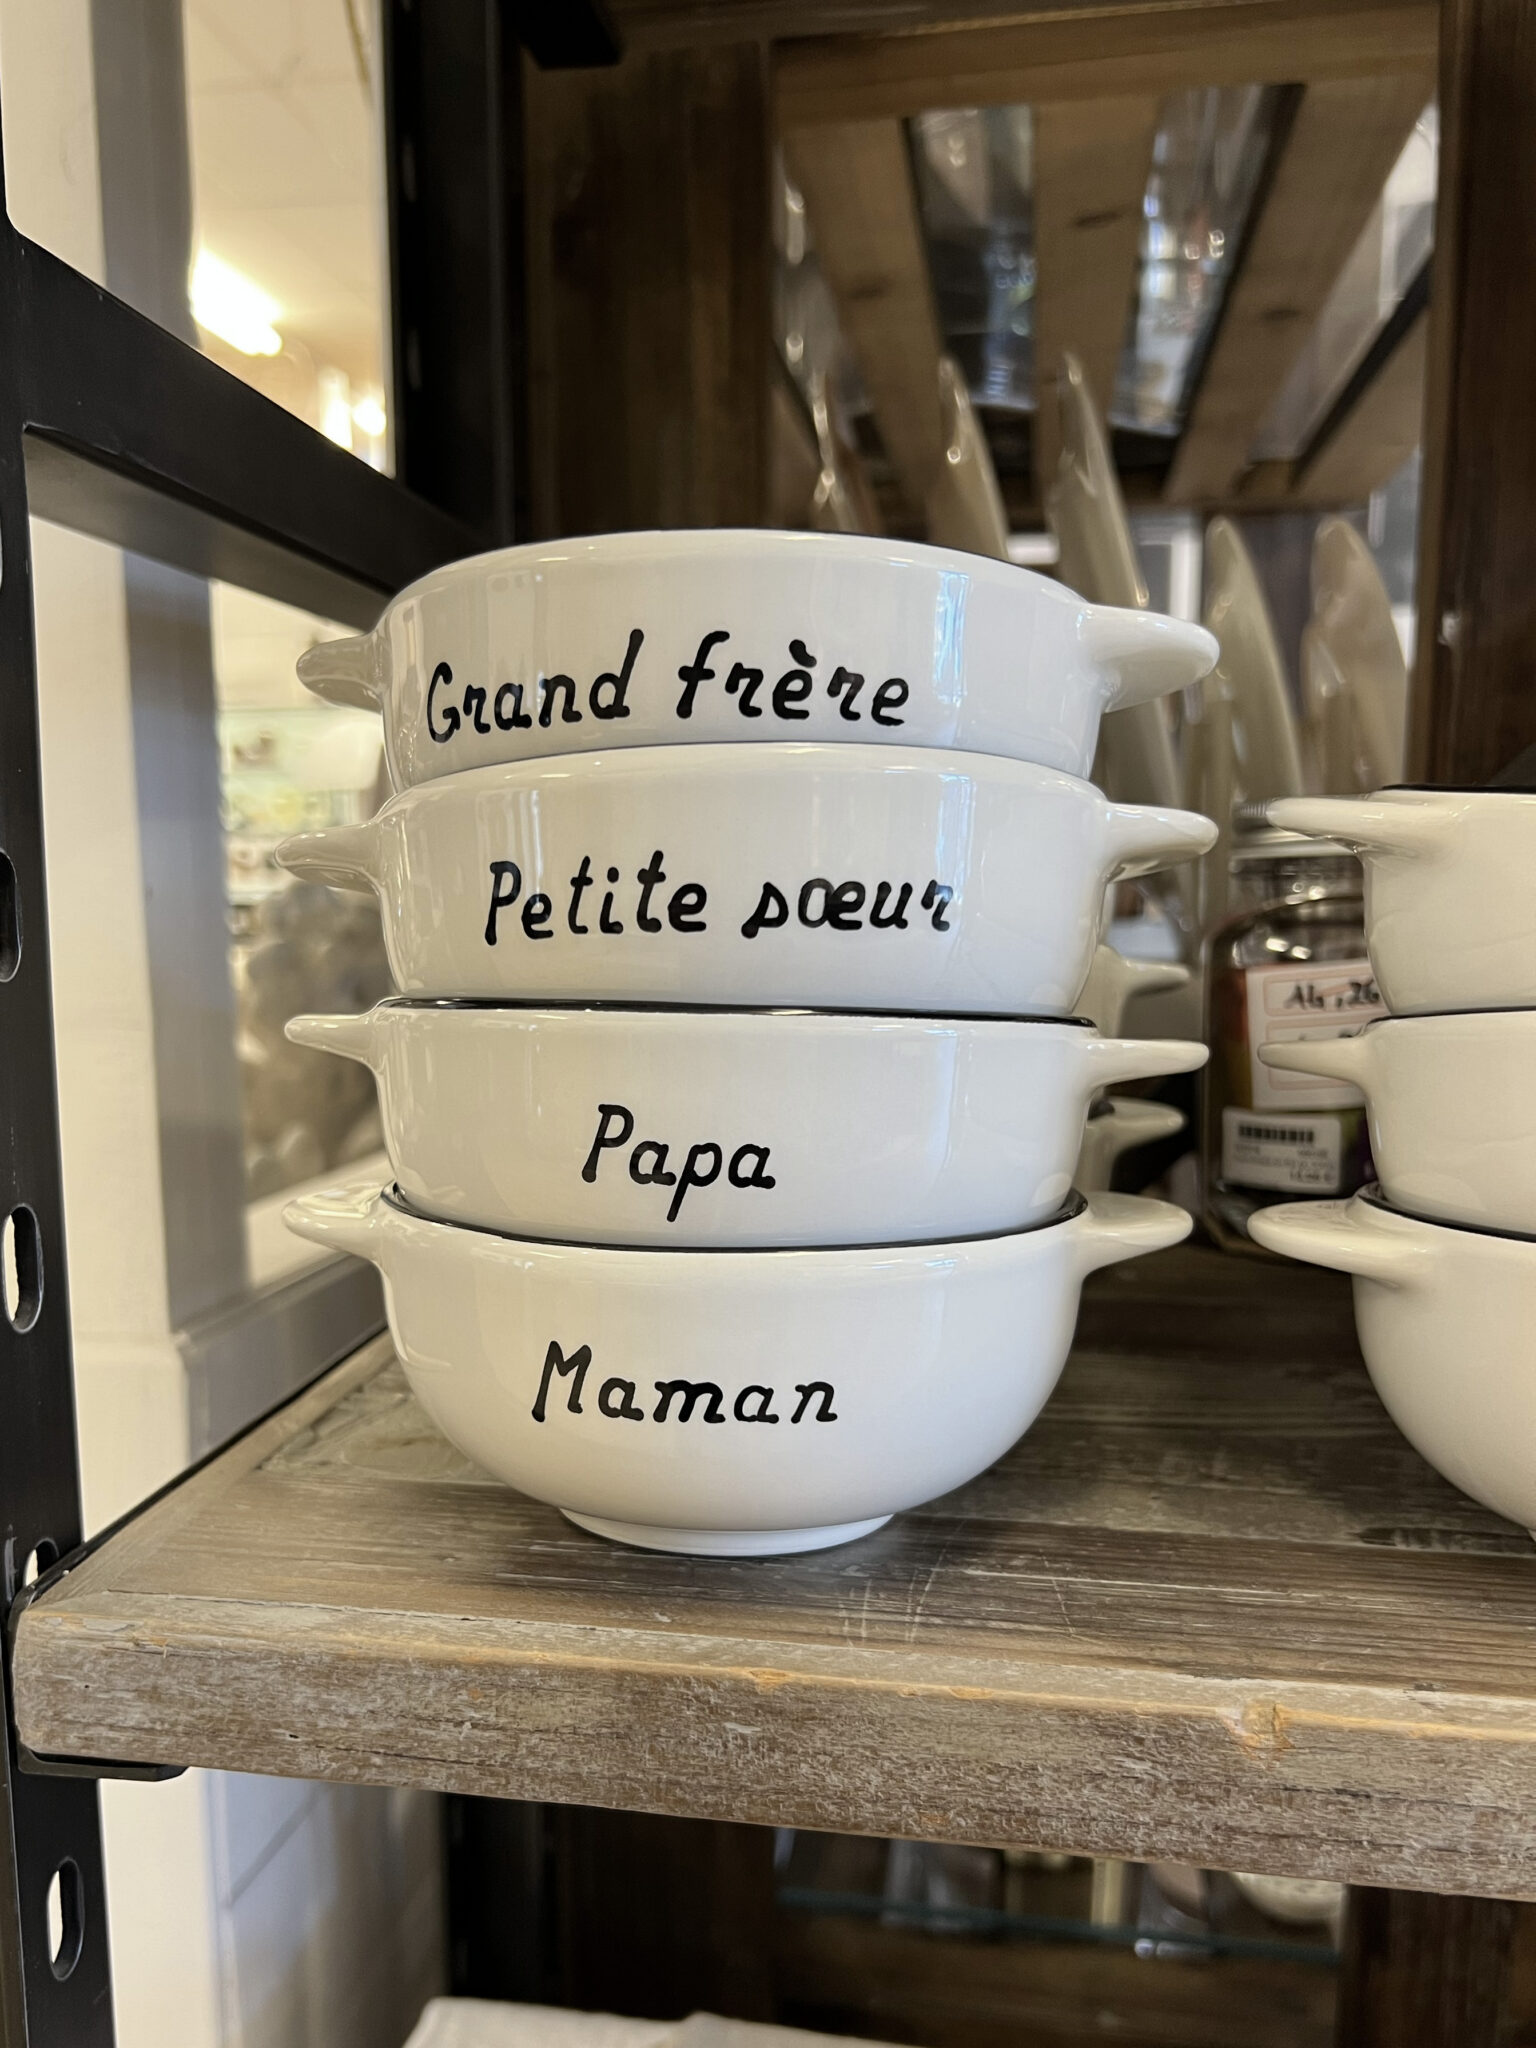 Grand frère
Petite sœur
Papa
Maman